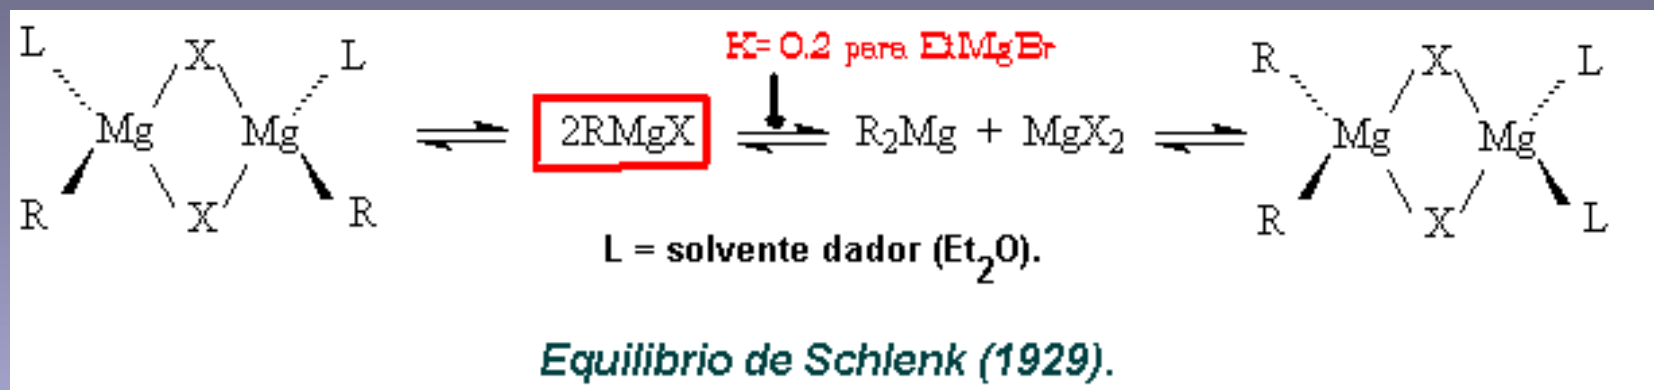 K= 0.2 para EtMgBr
L X L R X L
Mg Mg 2RMgX R₂Mg + MgX₂ Mg Mg
R X R R X L
L = solvente dador (Et₂O).
Equilibrio de Schlenk (1929).